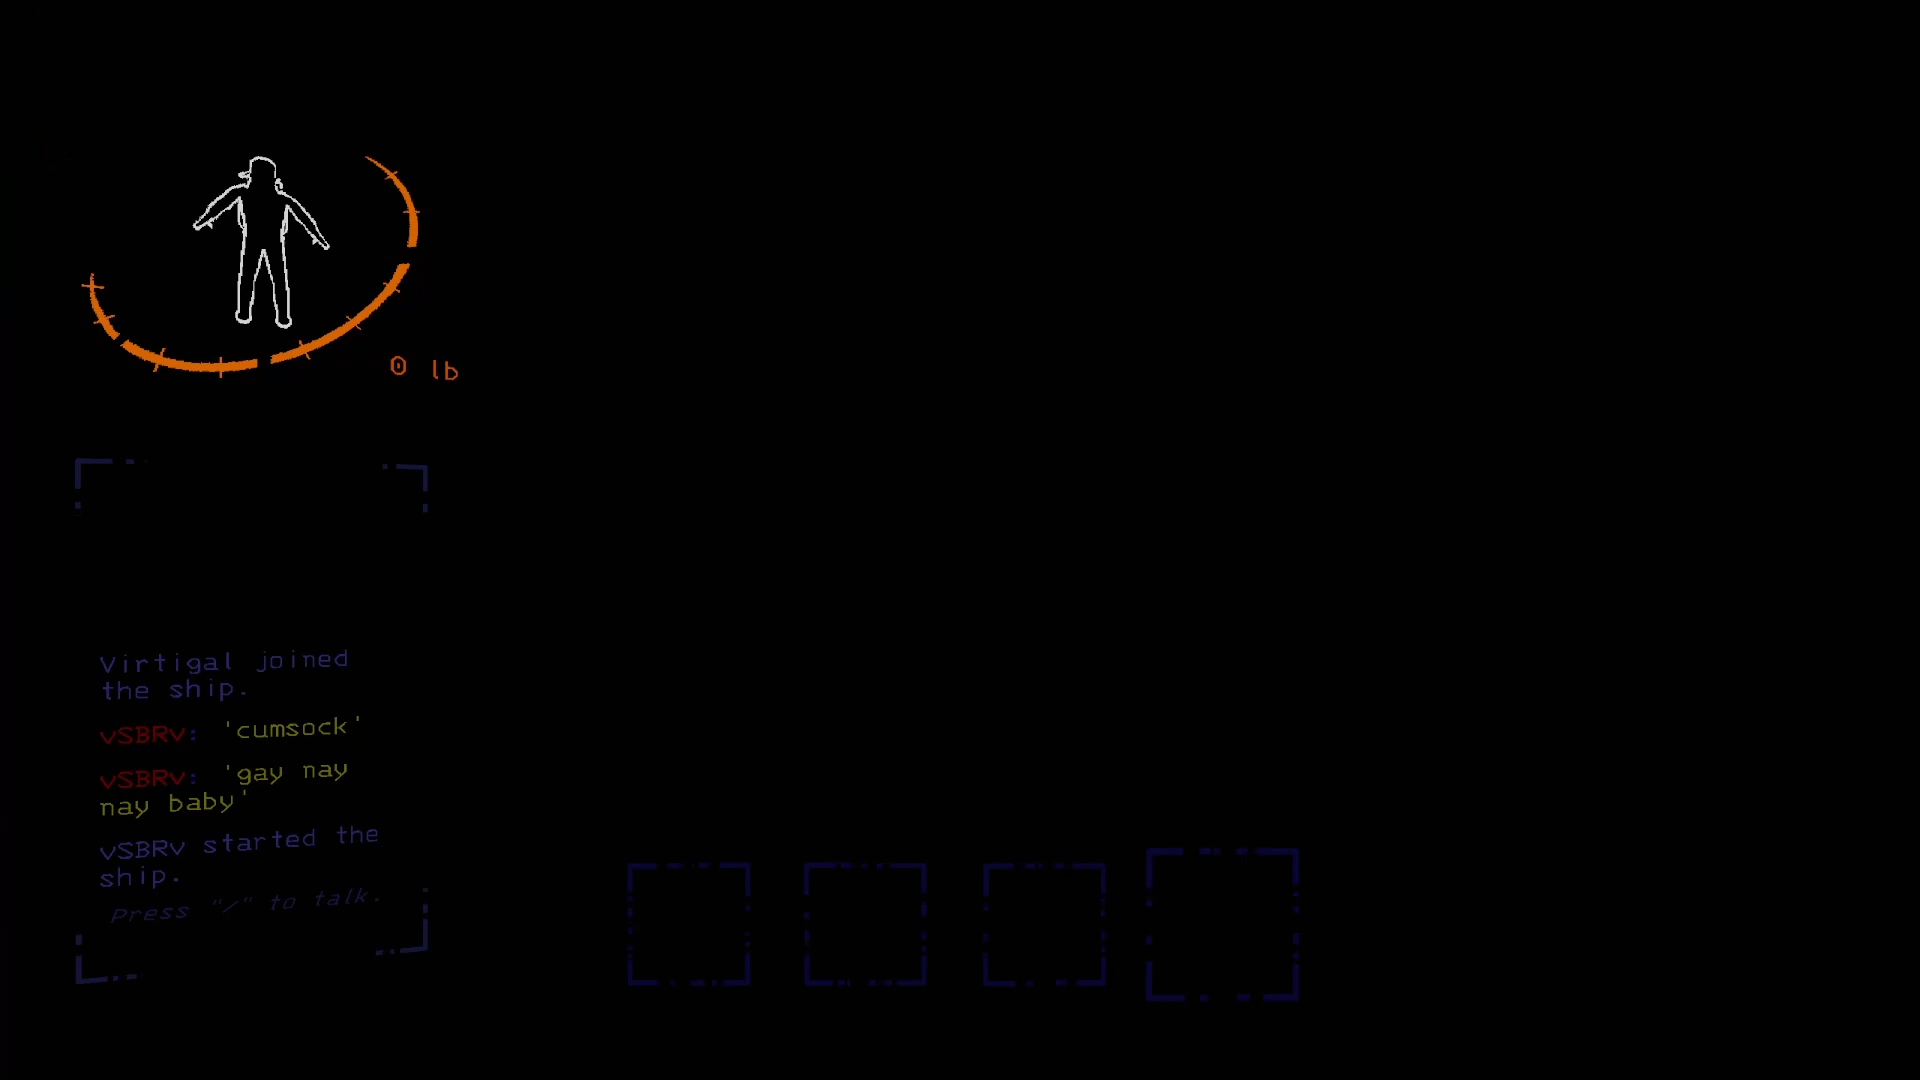 0 lb
Virtigal joined
the ship.
vSBRv: 'cumsock'
vSBRv: 'gay nay
nay baby'
vSBRv started the
ship.
Press "/" to talk.